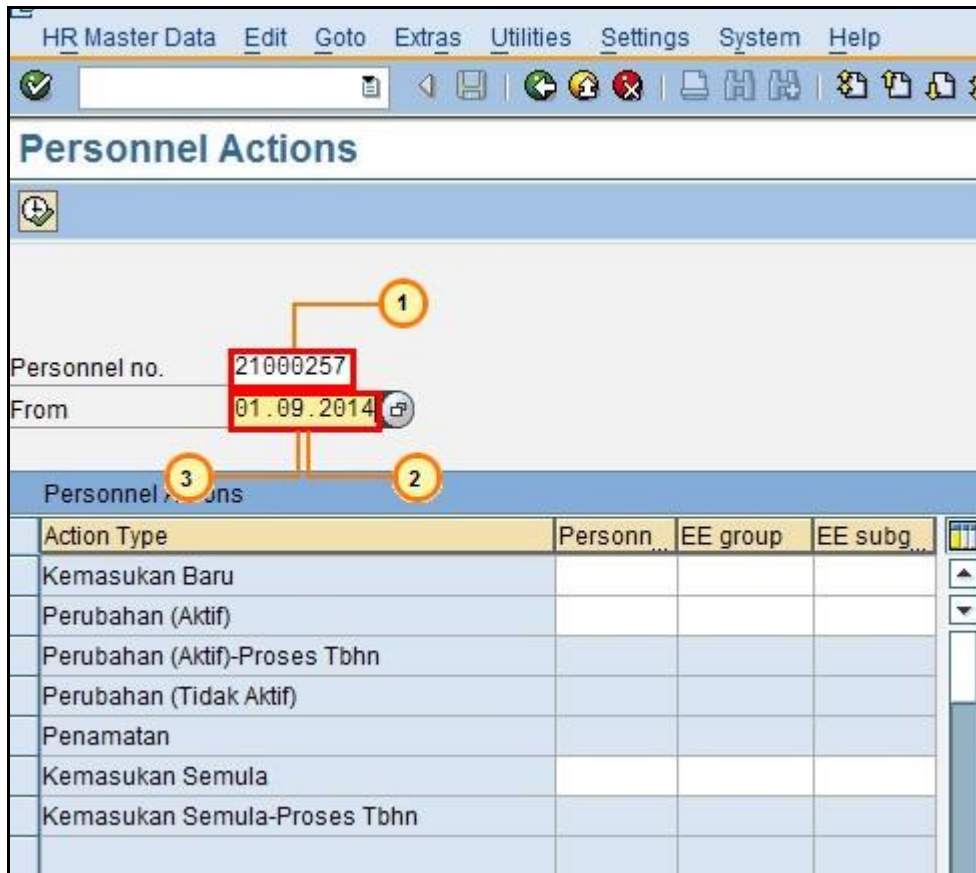 HR Master Data Edit Goto Extras Utilities Settings System Help
Personnel Actions
1
Personnel no. 21000257
From 01.09.2014
3 2
Personnel
Action Type Personn... EE group EE subg...
Kemasukan Baru
Perubahan (Aktif)
Perubahan (Aktif)-Proses Tbhn
Perubahan (Tidak Aktif)
Penamatan
Kemasukan Semula
Kemasukan Semula-Proses Tbhn